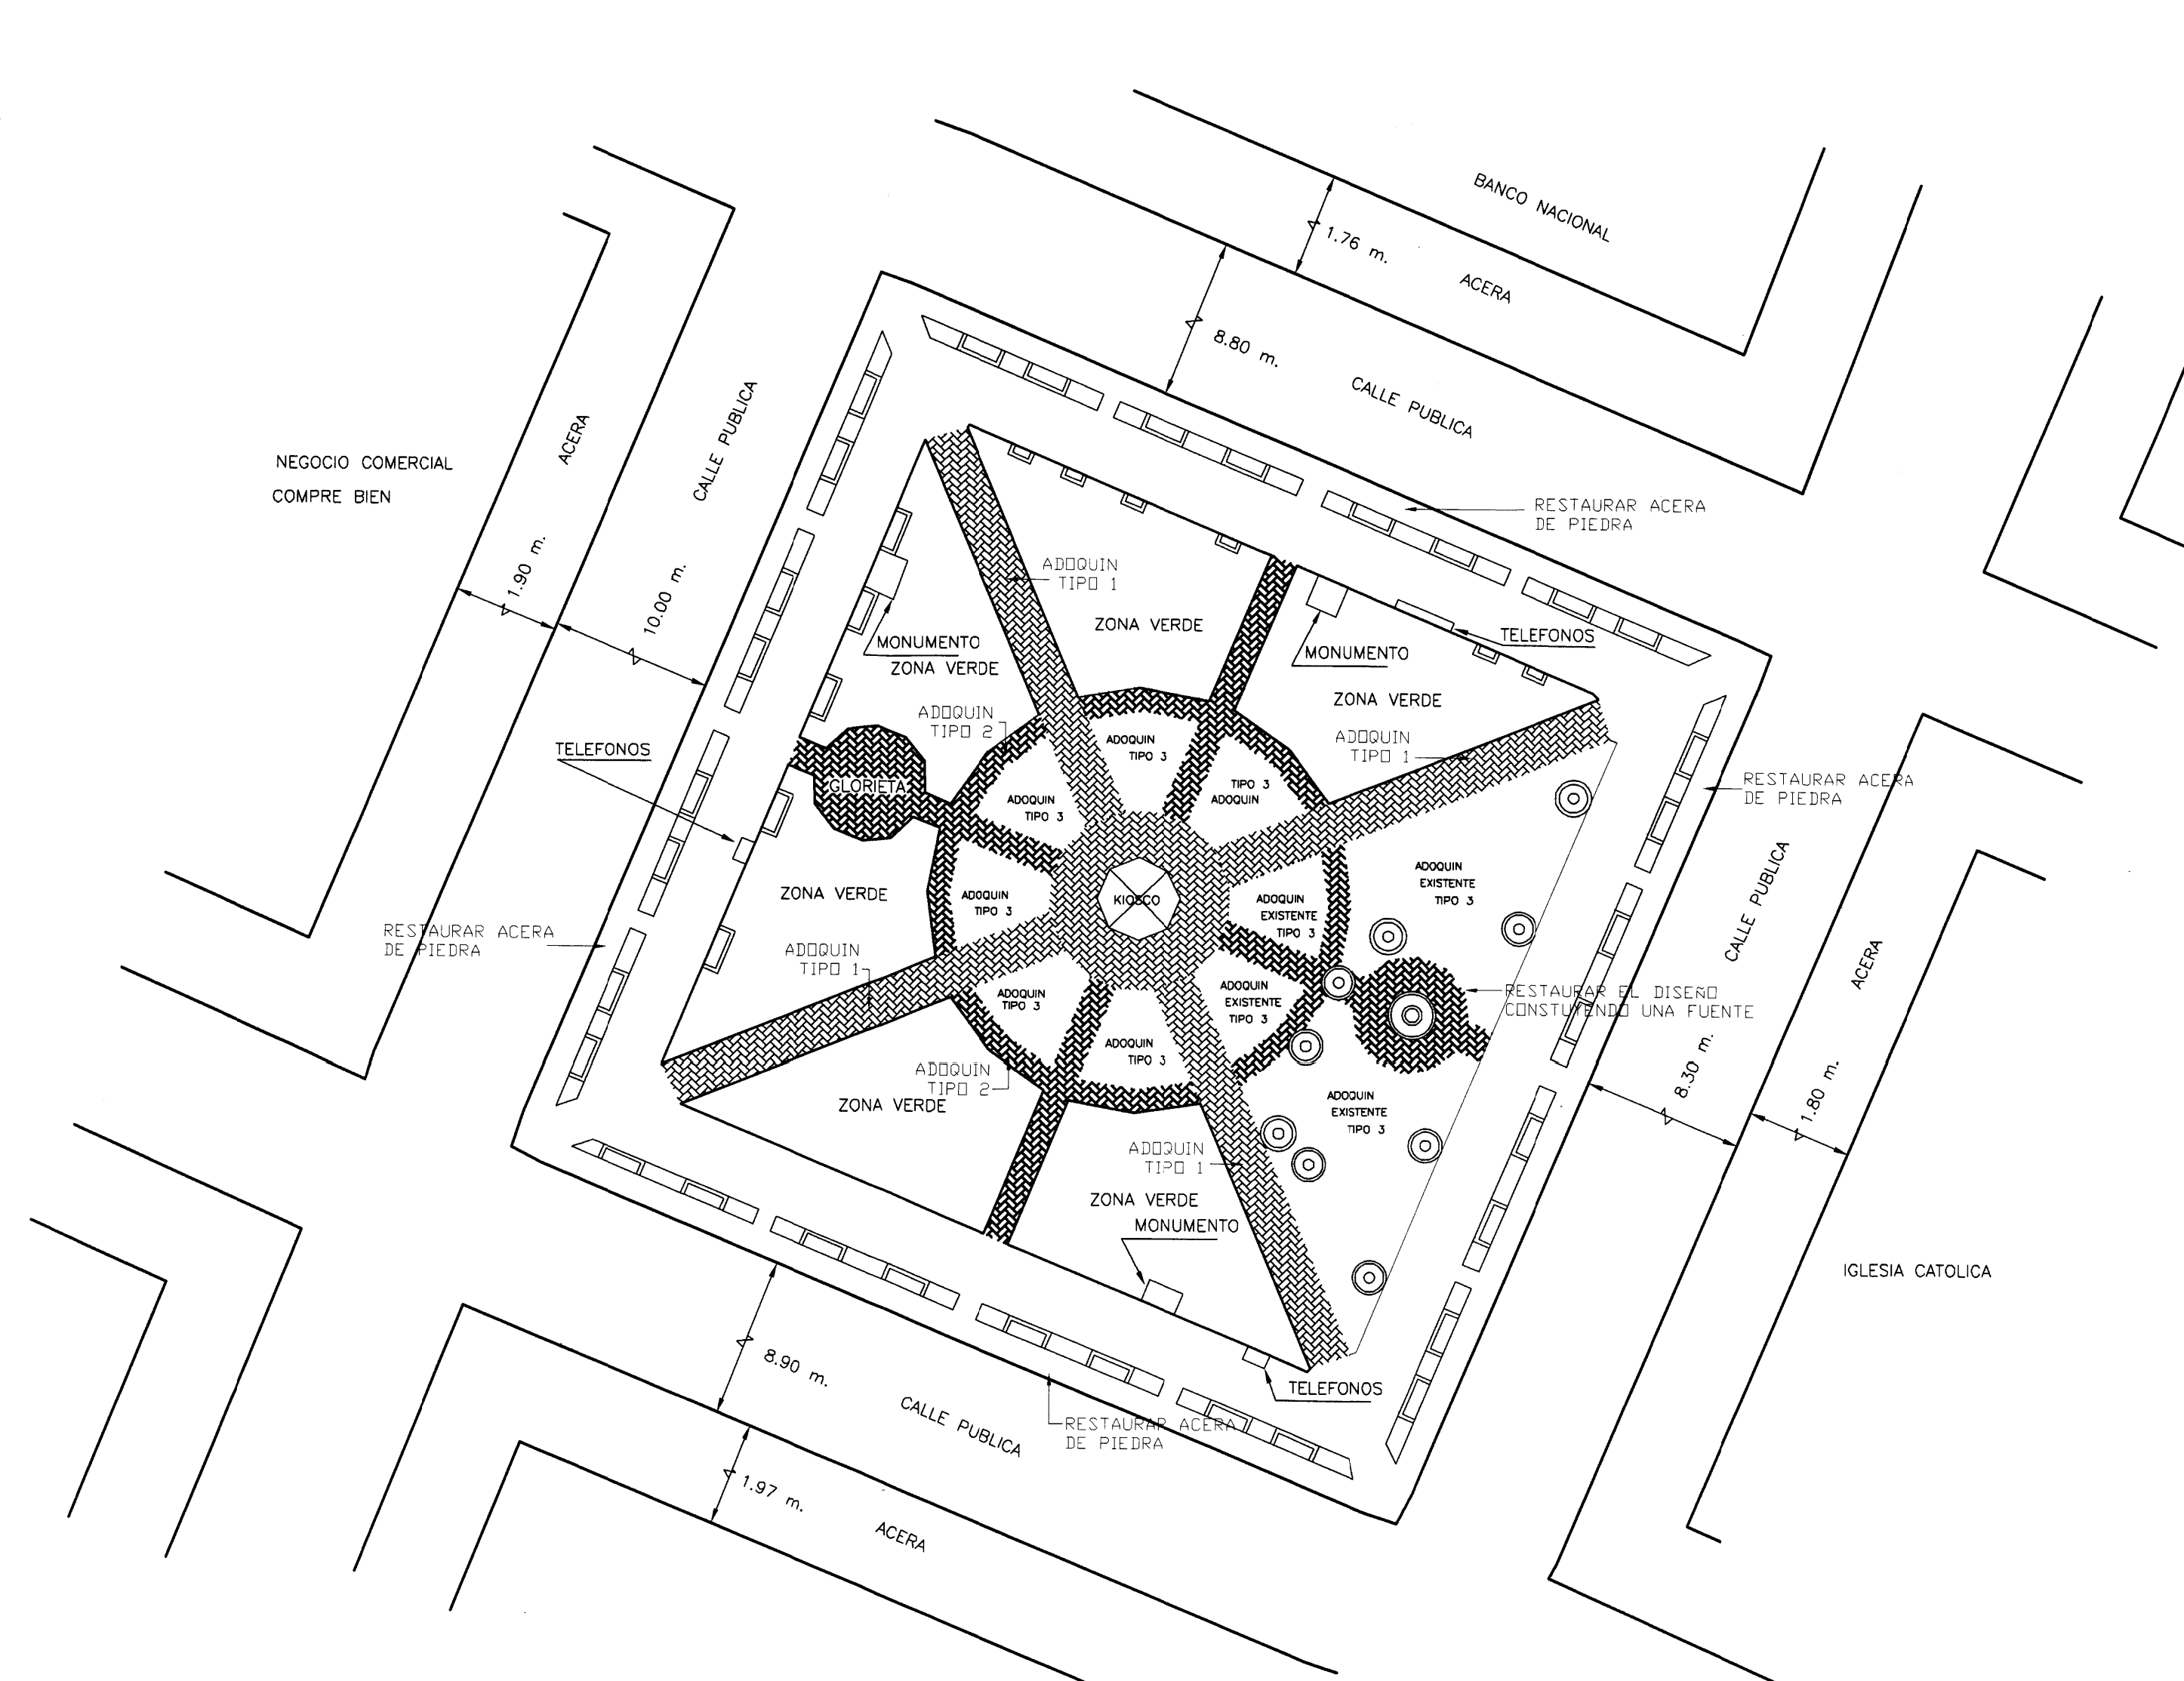 BANCO NACIONAL
1.76 m.
ACERA
8.80 m.
CALLE PUBLICA
NEGOCIO COMERCIAL
COMPRE BIEN
ACERA
CALLE PUBLICA
1.90 m.
10.00 m.
RESTAURAR ACERA
DE PIEDRA
ADOQUIN
TIPO 1
ZONA VERDE
MONUMENTO
ZONA VERDE
TELEFONOS
MONUMENTO
ZONA VERDE
ADOQUIN
TIPO 2
ADOQUIN
TIPO 1
TELEFONOS
GLORIETA
ADOQUIN
TIPO 3
TIPO 3
ADOQUIN
ADOQUIN
TIPO 3
RESTAURAR ACERA
DE PIEDRA
ADOQUIN
EXISTENTE
TIPO 3
CALLE PUBLICA
ACERA
ZONA VERDE
ADOQUIN
TIPO 3
KIOSCO
ADOQUIN
EXISTENTE
TIPO 3
RESTAURAR ACERA
DE PIEDRA
ADOQUIN
TIPO 1
ADOQUIN
TIPO 3
ADOQUIN
EXISTENTE
TIPO 3
RESTAURAR EL DISEÑO
CONSTUYENDO UNA FUENTE
ADOQUIN
TIPO 3
ADOQUIN
TIPO 2
ZONA VERDE
ADOQUIN
EXISTENTE
TIPO 3
8.30 m.
1.80 m.
ADOQUIN
TIPO 1
ZONA VERDE
MONUMENTO
IGLESIA CATOLICA
8.90 m.
CALLE PUBLICA
TELEFONOS
RESTAURAR ACERA
DE PIEDRA
1.97 m.
ACERA